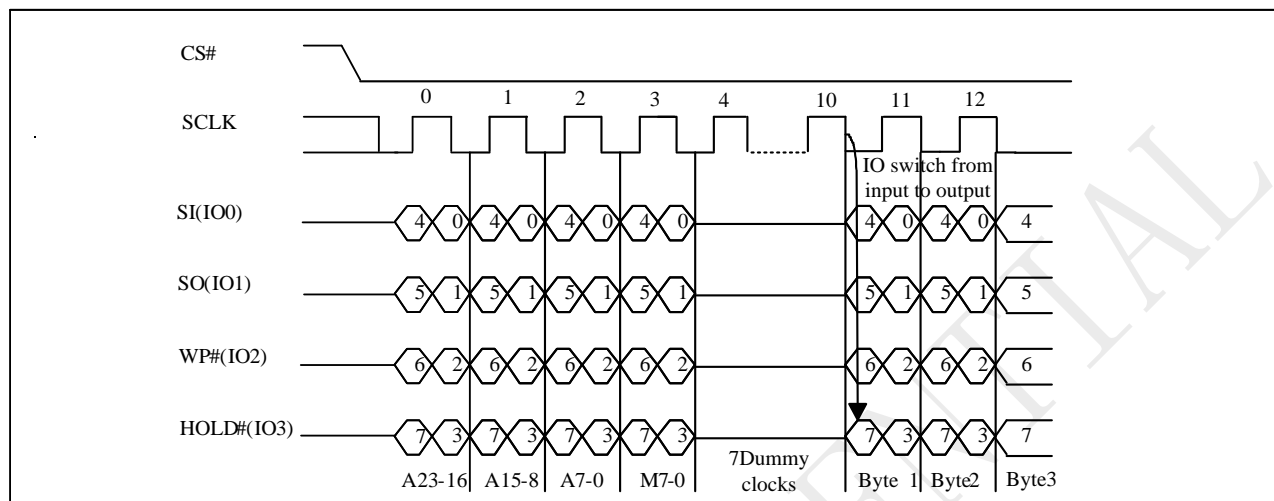 CS#
0 1 2 3 4 10 11 12
SCLK
IO switch from
input to output
SI(IO0)
4 0 4 0 4 0 4 0 4 0 4 0 4
SO(IO1)
5 1 5 1 5 1 5 1 5 1 5 1 5
WP#(IO2)
6 2 6 2 6 2 6 2 6 2 6 2 6
HOLD#(IO3)
7 3 7 3 7 3 7 3 7 3 7 3 7
A23-16 A15-8 A7-0 M7-0 7Dummy
clocks
Byte 1 Byte2 Byte3